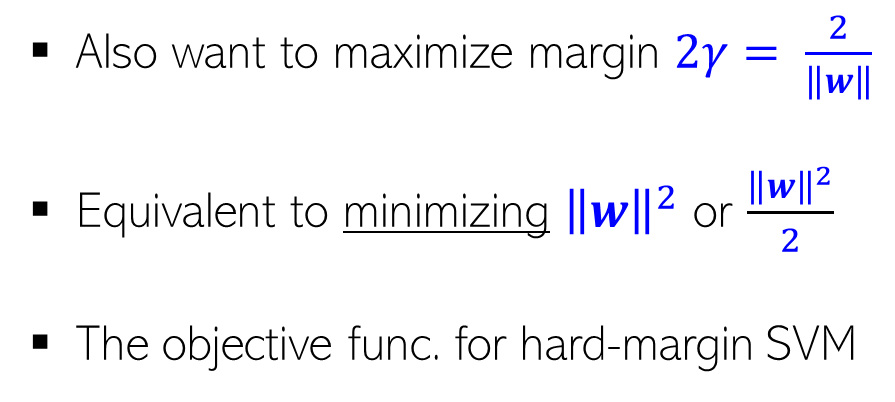 ▪ Also want to maximize margin 2γ = 2/‖w‖
▪ Equivalent to minimizing ‖w‖² or ‖w‖²/2
▪ The objective func. for hard-margin SVM